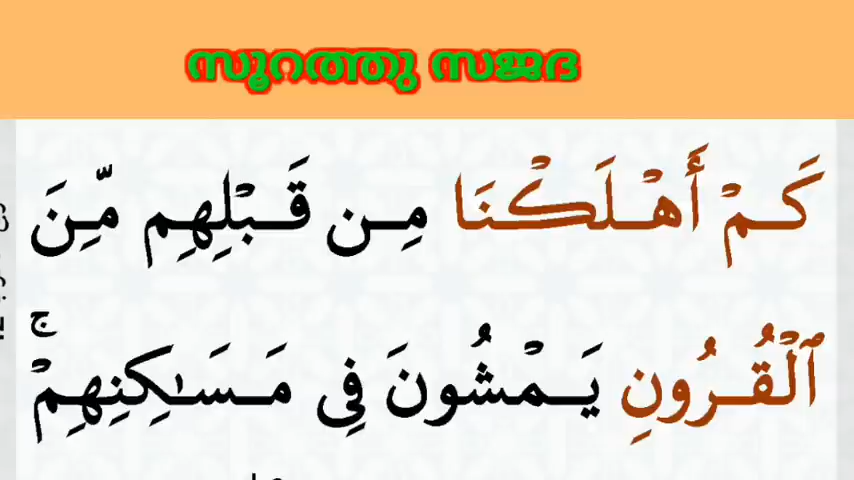 സൂറത്തു സജദ
كَمْ أَهْلَكْنَا مِن قَبْلِهِم مِّنَ
ٱلْقُرُونِ يَمْشُونَ فِى مَسَٰكِنِهِمْ ۚ